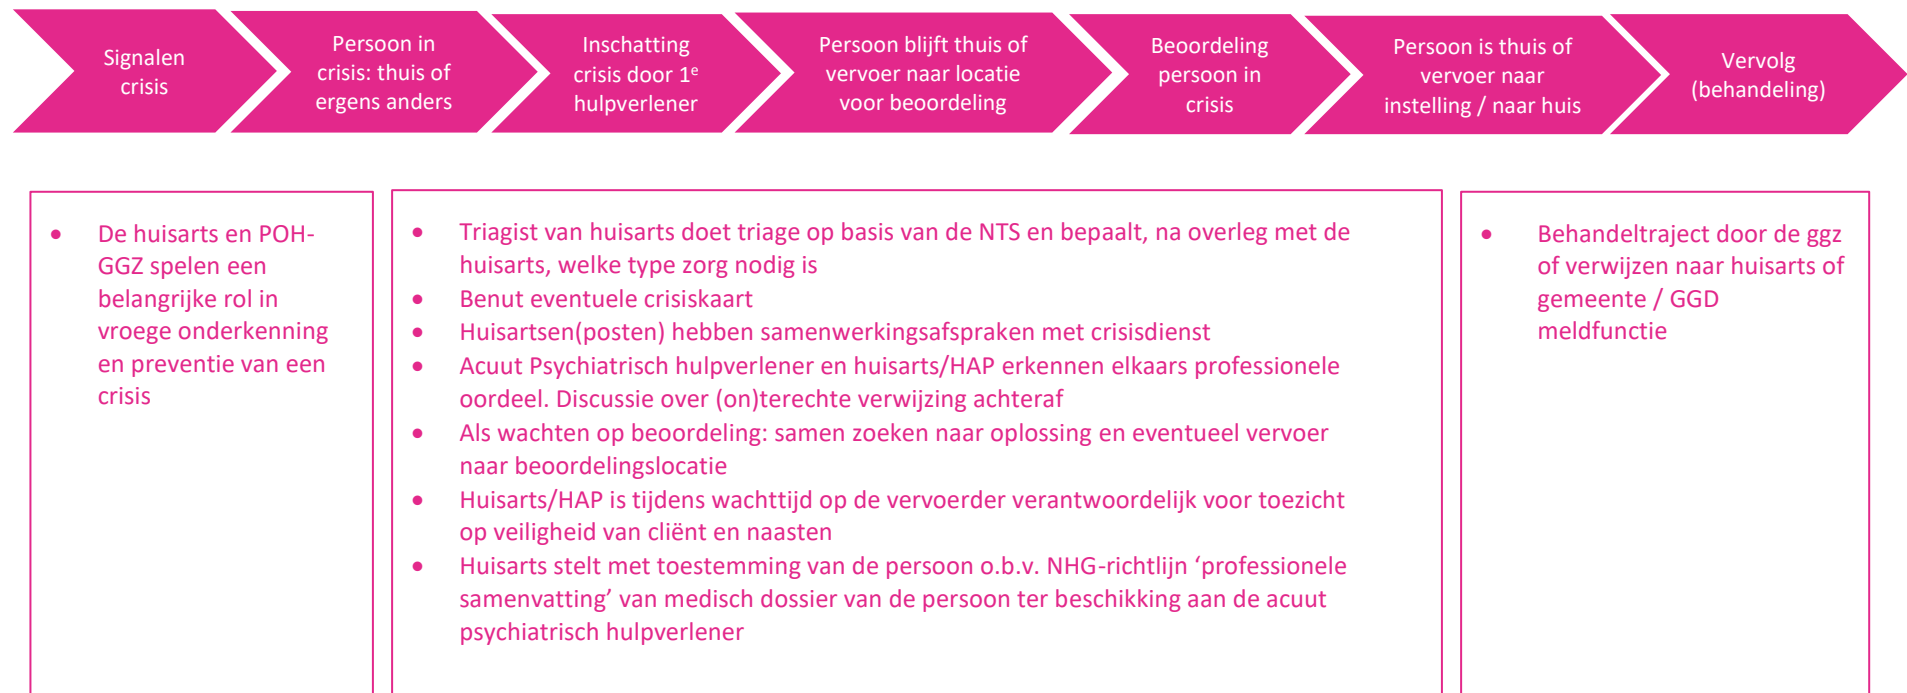 Signalen
crisis
Persoon in
crisis: thuis of
ergens anders
Inschatting
crisis door 1e
hulpverlener
Persoon blijft thuis of
vervoer naar locatie
voor beoordeling
Beoordeling
persoon in
crisis
Persoon is thuis of
vervoer naar
instelling / naar huis
Vervolg
(behandeling)
• De huisarts en POH-
GGZ spelen een
belangrijke rol in
vroege onderkenning
en preventie van een
crisis
• Triagist van huisarts doet triage op basis van de NTS en bepaalt, na overleg met de
huisarts, welke type zorg nodig is
• Benut eventuele crisiskaart
• Huisartsen(posten) hebben samenwerkingsafspraken met crisisdienst
• Acuut Psychiatrisch hulpverlener en huisarts/HAP erkennen elkaars professionele
oordeel. Discussie over (on)terechte verwijzing achteraf
• Als wachten op beoordeling: samen zoeken naar oplossing en eventueel vervoer
naar beoordelingslocatie
• Huisarts/HAP is tijdens wachttijd op de vervoerder verantwoordelijk voor toezicht
op veiligheid van cliënt en naasten
• Huisarts stelt met toestemming van de persoon o.b.v. NHG-richtlijn ‘professionele
samenvatting’ van medisch dossier van de persoon ter beschikking aan de acuut
psychiatrisch hulpverlener
• Behandeltraject door de ggz
of verwijzen naar huisarts of
gemeente / GGD
meldfunctie